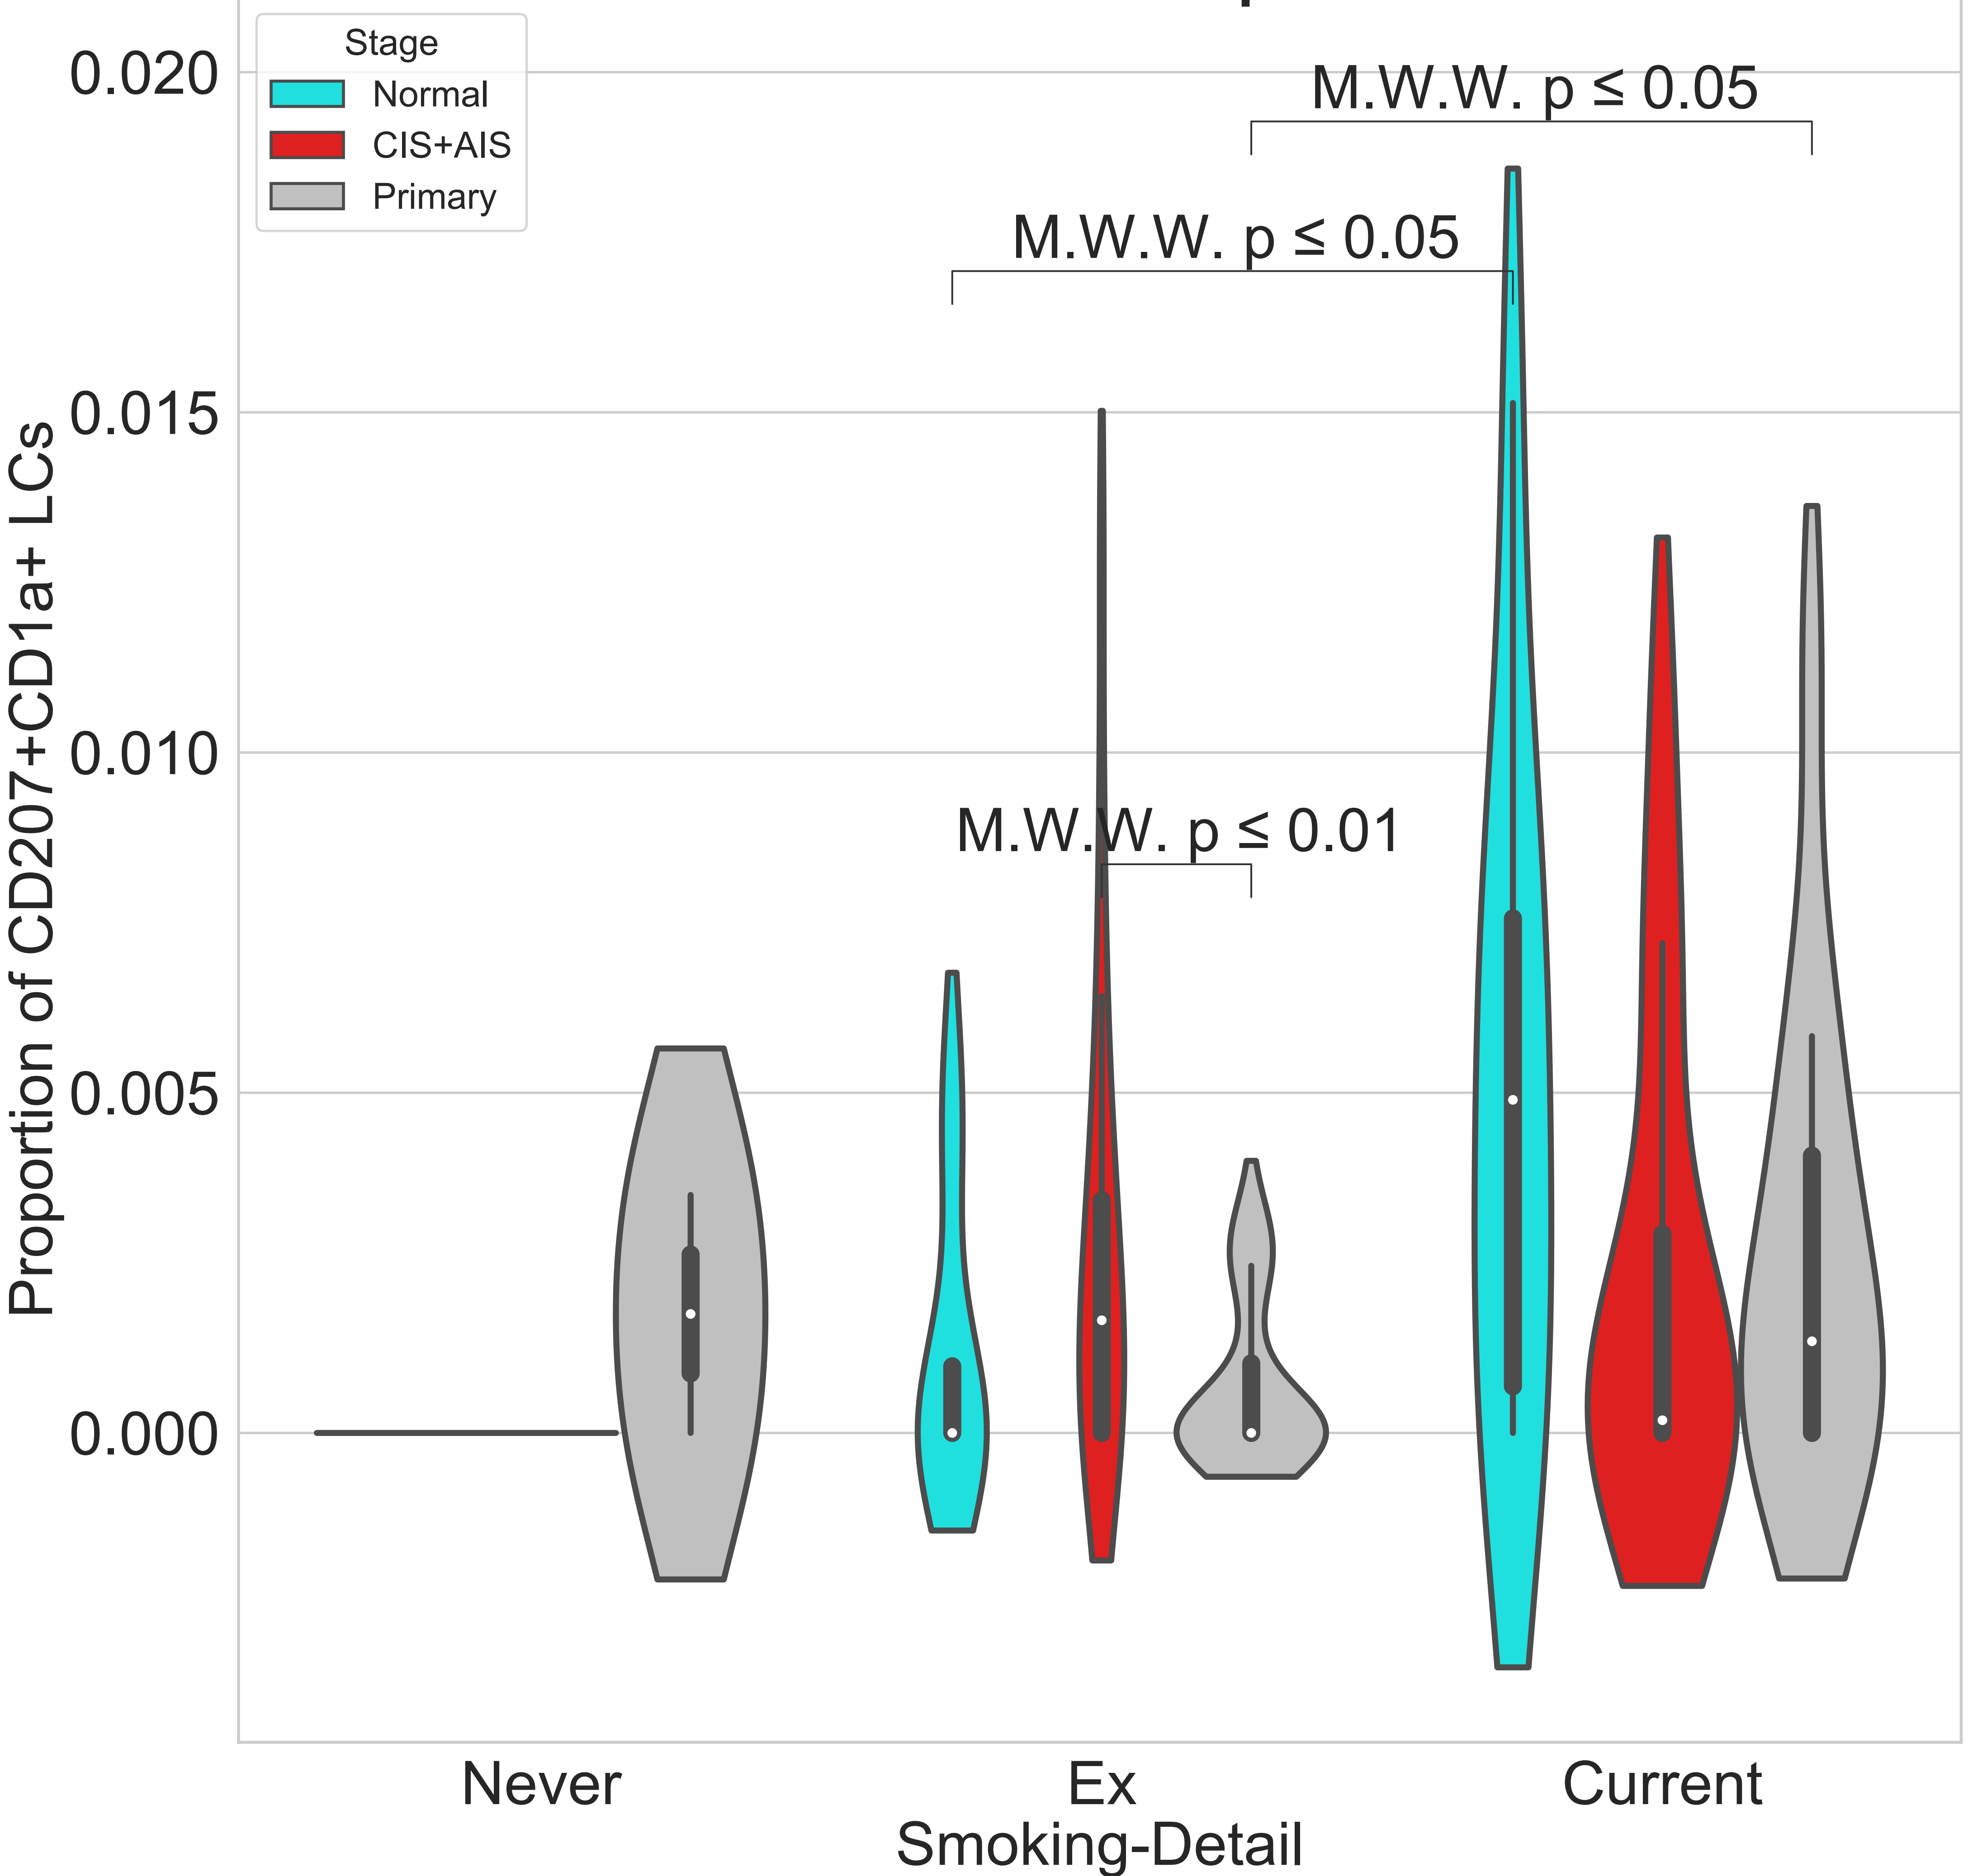 Stage
Normal
CIS+AIS
Primary
0.020
0.015
0.010
0.005
0.000
Proportion of CD207+CD1a+ LCs
M.W.W. p ≤ 0.05
M.W.W. p ≤ 0.05
M.W.W. p ≤ 0.01
Never
Ex
Current
Smoking-Detail